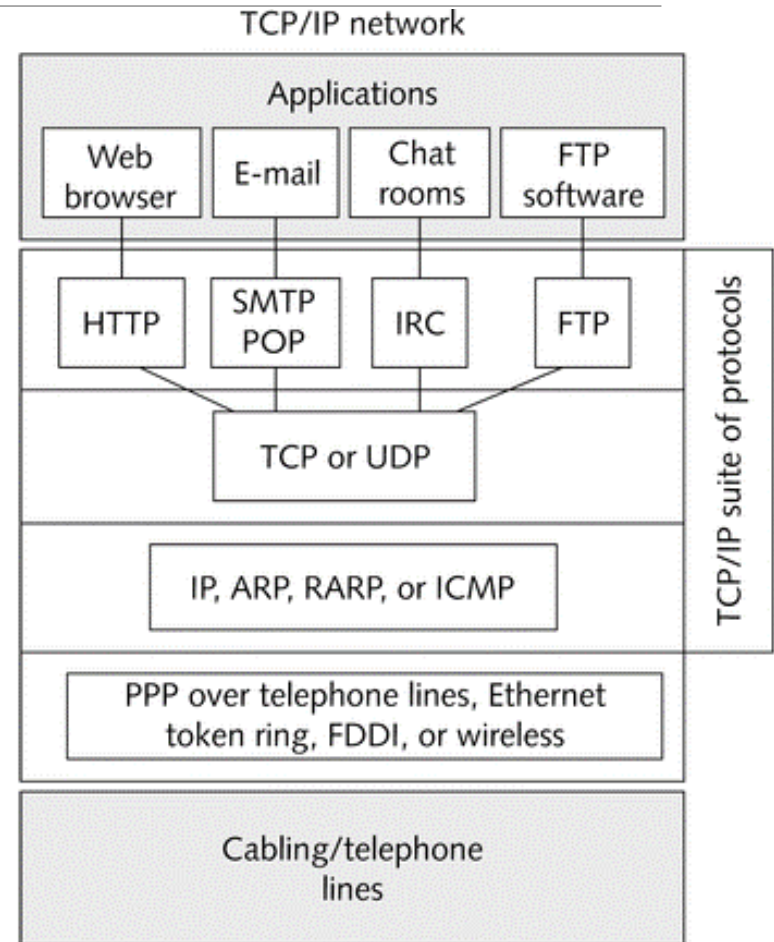 TCP/IP network
Applications
Web
browser
E-mail
Chat
rooms
FTP
software
HTTP
SMTP
POP
IRC
FTP
TCP/IP suite of protocols
TCP or UDP
IP, ARP, RARP, or ICMP
PPP over telephone lines, Ethernet
token ring, FDDI, or wireless
Cabling/telephone
lines